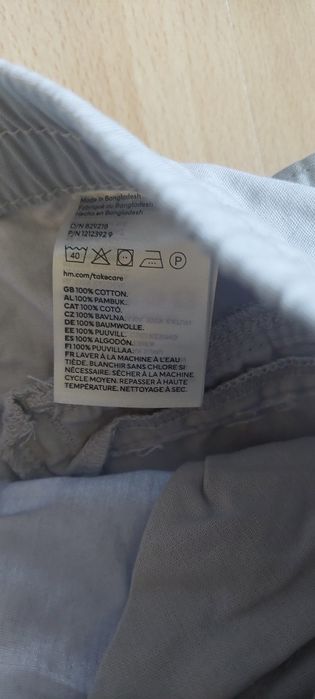 Made in Bangladesh
Fabriqué au Bangladesh
Hecho en Bangladesh
O/N 829218
P/N 1212392 9
40
P
hm.com/takecare
GB 100% COTTON.
AL 100% PAMBUK.
CAT 100% COTÓ.
CZ 100% BAVLNA.
DE 100% BAUMWOLLE.
EE 100% PUUVILL.
ES 100% ALGODÓN.
FI 100% PUUVILLAA.
FR LAVER À LA MACHINE À L'EAU
TIÈDE. BLANCHIR SANS CHLORE SI
NÉCESSAIRE. SÉCHER À LA MACHINE
CYCLE MOYEN. REPASSER À HAUTE
TEMPÉRATURE. NETTOYAGE À SEC.